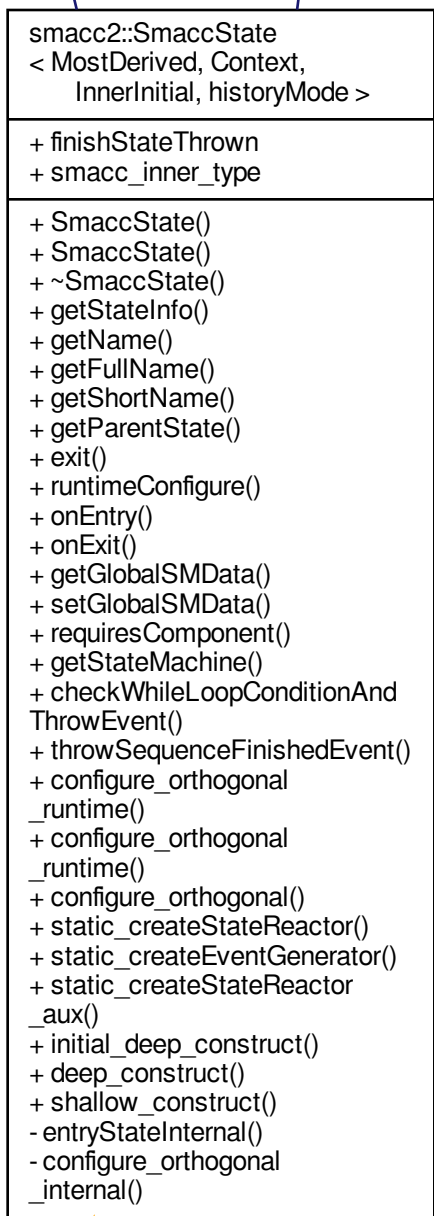 smacc2::SmaccState
< MostDerived, Context,
InnerInitial, historyMode >
+ finishStateThrown
+ smacc_inner_type
+ SmaccState()
+ SmaccState()
+ ~SmaccState()
+ getStateInfo()
+ getName()
+ getFullName()
+ getShortName()
+ getParentState()
+ exit()
+ runtimeConfigure()
+ onEntry()
+ onExit()
+ getGlobalSMData()
+ setGlobalSMData()
+ requiresComponent()
+ getStateMachine()
+ checkWhileLoopConditionAnd
ThrowEvent()
+ throwSequenceFinishedEvent()
+ configure_orthogonal
_runtime()
+ configure_orthogonal
_runtime()
+ configure_orthogonal()
+ static_createStateReactor()
+ static_createEventGenerator()
+ static_createStateReactor
_aux()
+ initial_deep_construct()
+ deep_construct()
+ shallow_construct()
- entryStateInternal()
- configure_orthogonal
_internal()